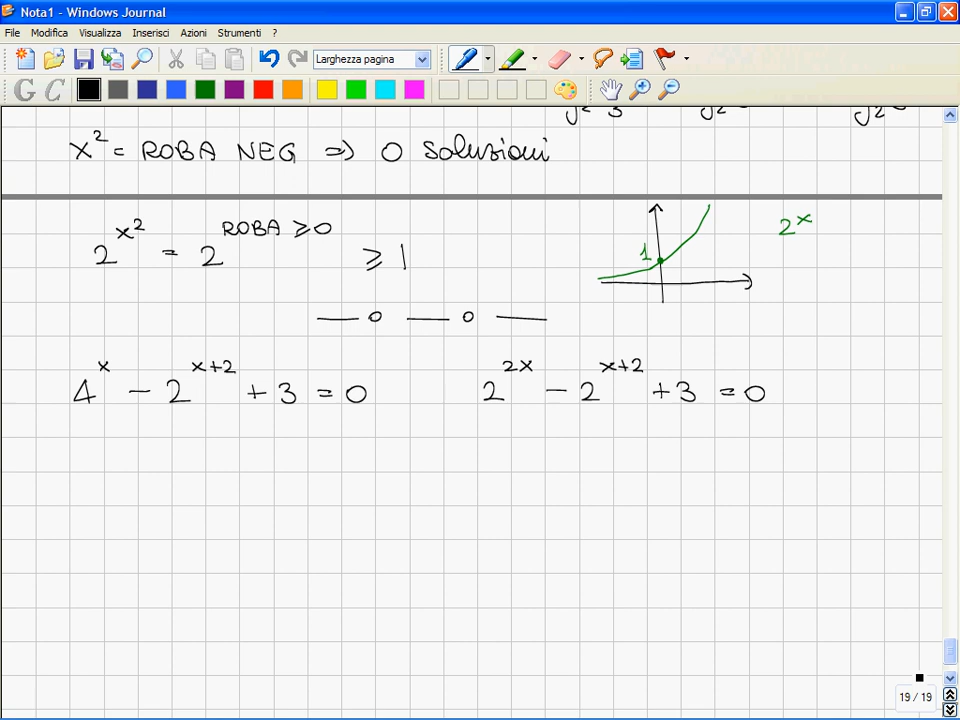 Nota1 - Windows Journal
File Modifica Visualizza Inserisci Azioni Strumenti ?
Larghezza pagina
x² = ROBA NEG ⇒ 0 soluzioni
2^{x²} = 2^{ROBA ≥ 0} ≥ 1
1 2^x
4^x - 2^{x+2} + 3 = 0 2^{2x} - 2^{x+2} + 3 = 0
19 / 19